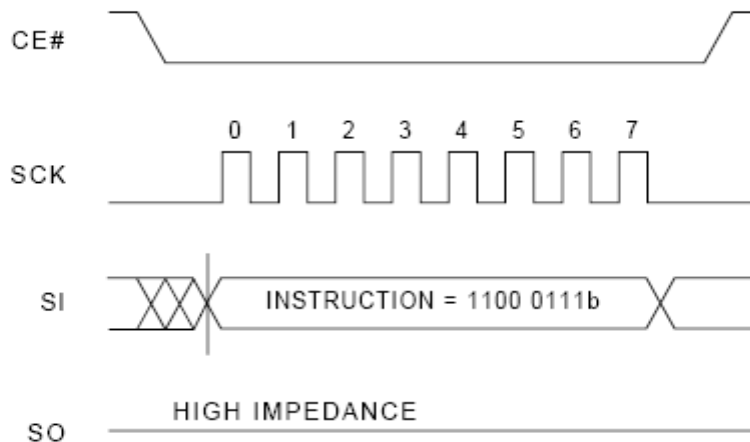 CE#
0 1 2 3 4 5 6 7
SCK
SI INSTRUCTION = 1100 0111b
HIGH IMPEDANCE
SO